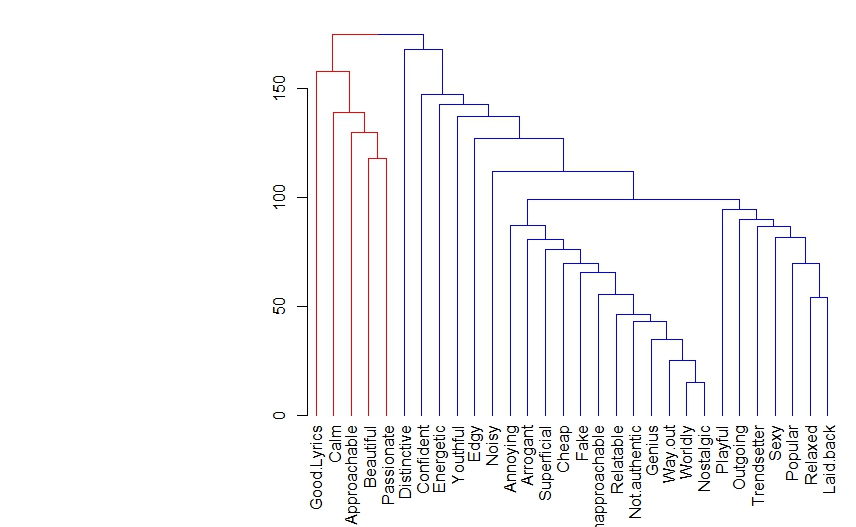 150
100
50
0
Good.Lyrics
Calm
Approachable
Beautiful
Passionate
Distinctive
Confident
Energetic
Youthful
Edgy
Noisy
Annoying
Arrogant
Superficial
Cheap
Fake
napproachable
Relatable
Not.authentic
Genius
Way.out
Worldly
Nostalgic
Playful
Outgoing
Trendsetter
Sexy
Popular
Relaxed
Laid.back